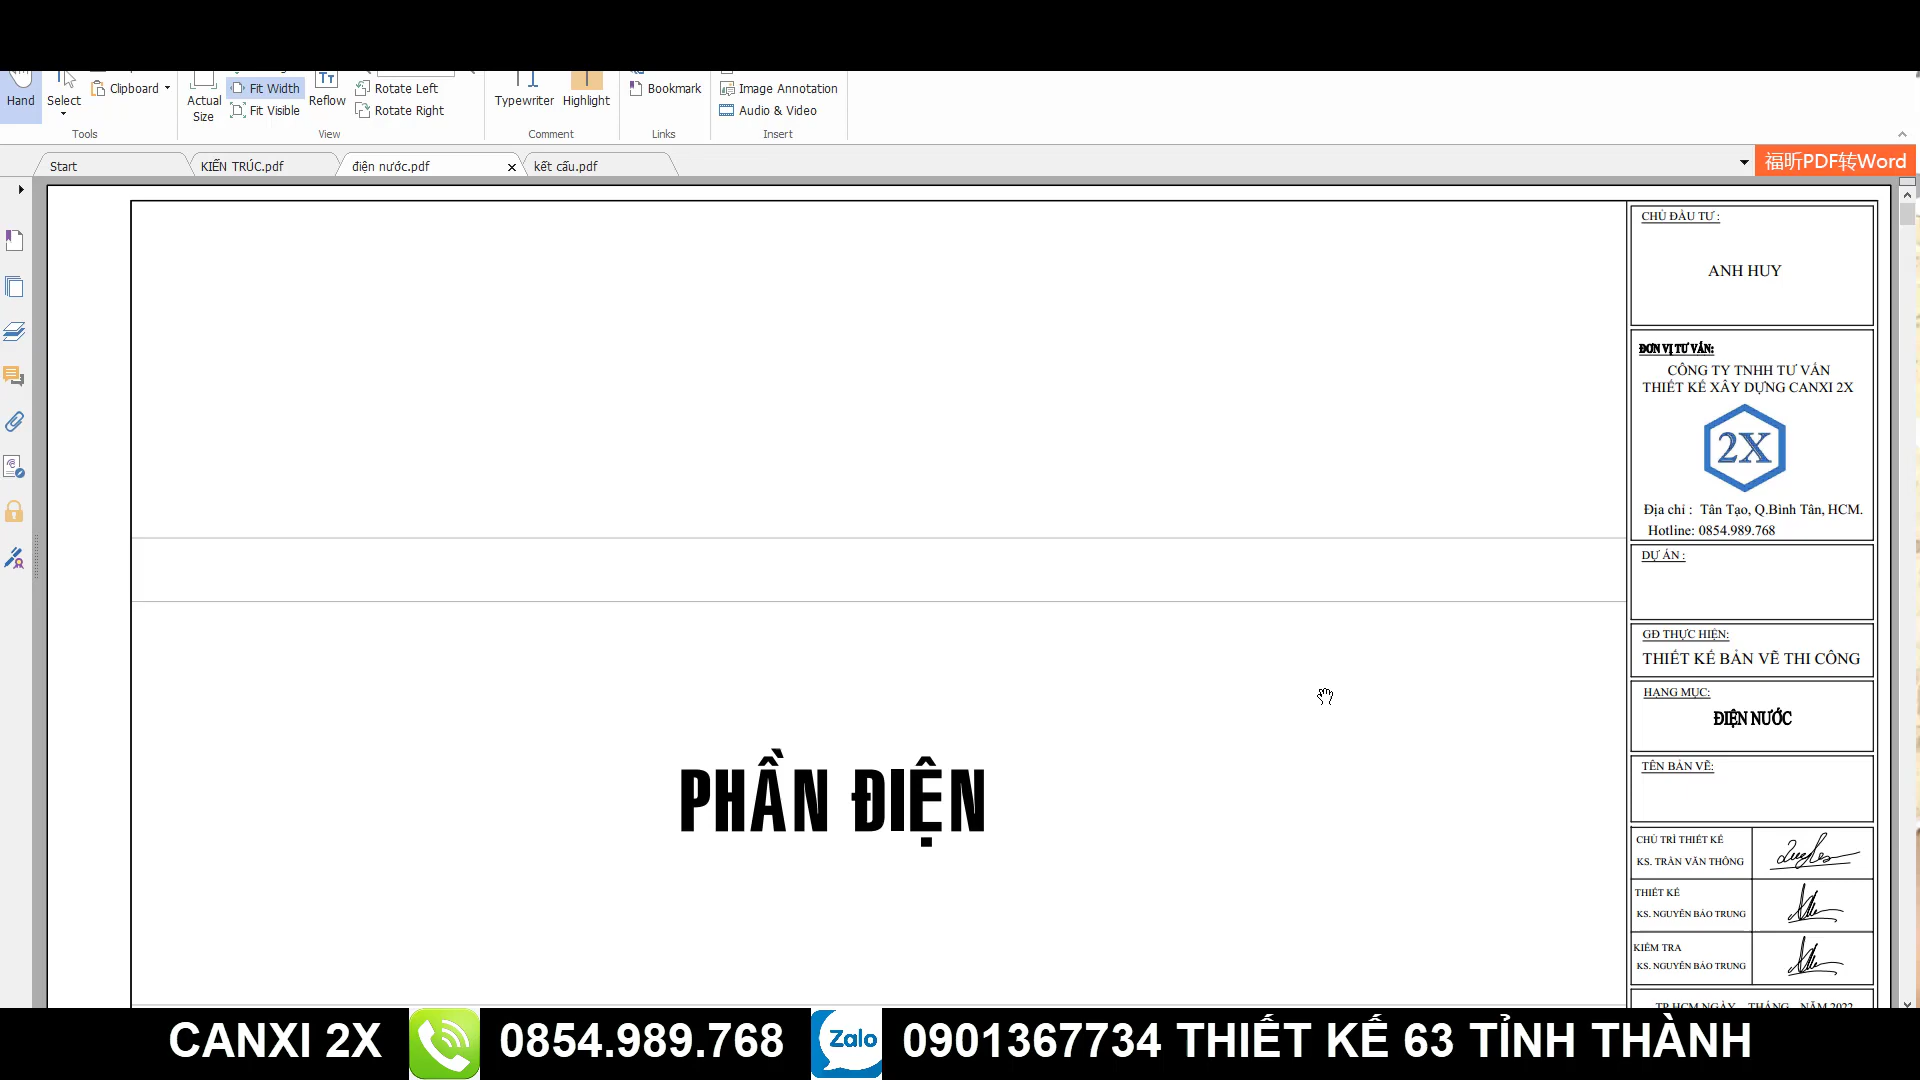 Hand
Select
Clipboard
Tools
Actual Size
Fit Width
Fit Visible
Reflow
Rotate Left
Rotate Right
View
Typewriter
Highlight
Comment
Bookmark
Links
Image Annotation
Audio & Video
Insert
Start
KIẾN TRÚC.pdf
điện nước.pdf
kết cấu.pdf
福昕PDF转Word
CHỦ ĐẦU TƯ :
ANH HUY
ĐƠN VỊ TƯ VẤN:
CÔNG TY TNHH TƯ VẤN
THIẾT KẾ XÂY DỰNG CANXI 2X
2X
Địa chỉ : Tân Tạo, Q.Bình Tân, HCM.
Hotline: 0854.989.768
DỰ ÁN :
GĐ THỰC HIỆN:
THIẾT KẾ BẢN VẼ THI CÔNG
HẠNG MỤC:
ĐIỆN NƯỚC
TÊN BẢN VẼ:
PHẦN ĐIỆN
CHỦ TRÌ THIẾT KẾ
KS. TRẦN VĂN THÔNG
THIẾT KẾ
KS. NGUYỄN BẢO TRUNG
KIỂM TRA
KS. NGUYỄN BẢO TRUNG
TP.HCM NGÀY THÁNG NĂM 2022
CANXI 2X 0854.989.768 Zalo 0901367734 THIẾT KẾ 63 TỈNH THÀNH